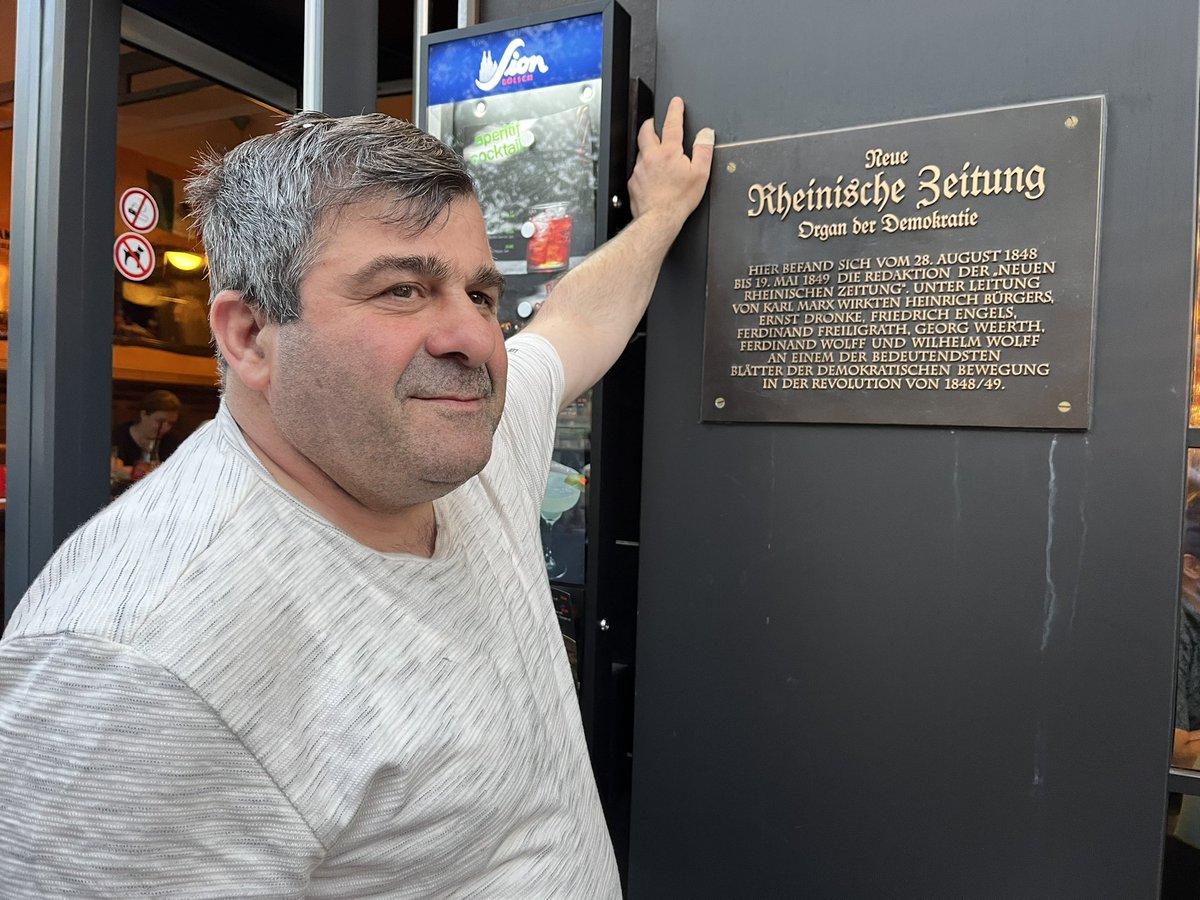 Sion
KÖLSCH
aperitif
cocktail
Neue
Rheinische Zeitung
Organ der Demokratie
HIER BEFAND SICH VOM 28. AUGUST 1848
BIS 19. MAI 1849 DIE REDAKTION DER „NEUEN
RHEINISCHEN ZEITUNG“. UNTER LEITUNG
VON KARL MARX WIRKTEN HEINRICH BÜRGERS,
ERNST DRONKE, FRIEDRICH ENGELS,
FERDINAND FREILIGRATH, GEORG WEERTH,
FERDINAND WOLFF UND WILHELM WOLFF
AN EINEM DER BEDEUTENDSTEN
BLÄTTER DER DEMOKRATISCHEN BEWEGUNG
IN DER REVOLUTION VON 1848/49.